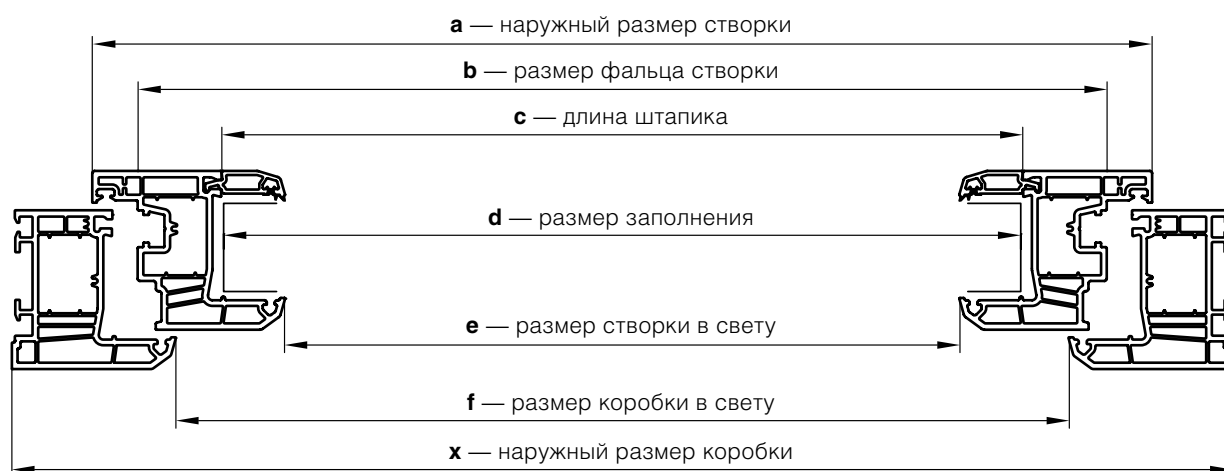 a — наружный размер створки
b — размер фальца створки
c — длина штапика
d — размер заполнения
e — размер створки в свету
f — размер коробки в свету
x — наружный размер коробки